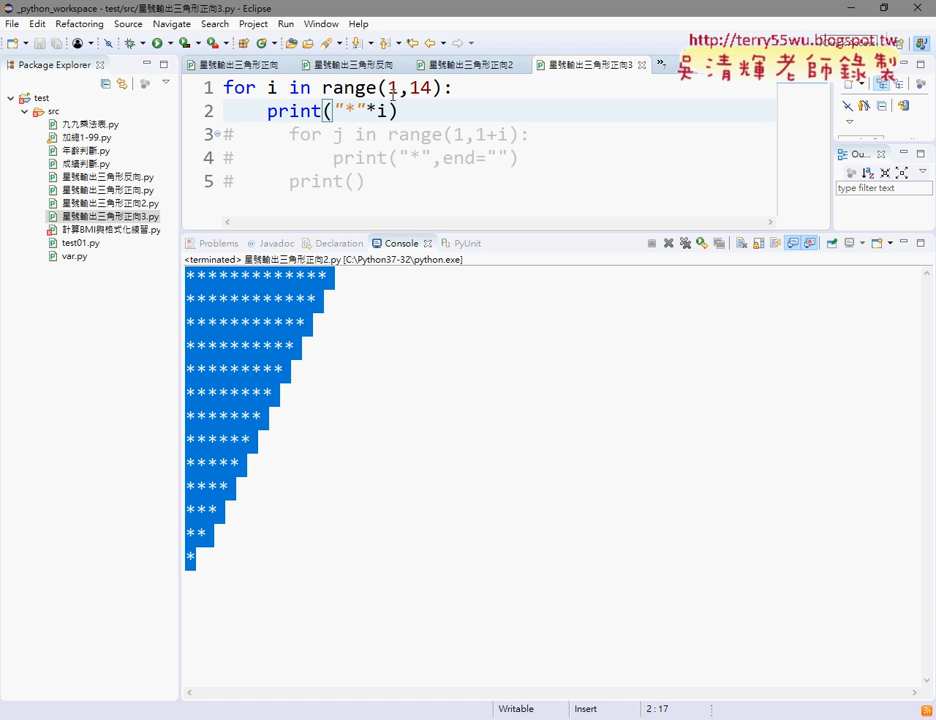 _python_workspace - test/src/星號輸出三角形正向3.py - Eclipse
File Edit Refactoring Source Navigate Search Project Run Window Help
http://terry55wu.blogspot.tw
吳清輝老師錄製
Package Explorer
星號輸出三角形正向
星號輸出三角形反向
星號輸出三角形正向2
星號輸出三角形正向3
»7
test
src
九九乘法表.py
加總1-99.py
年齡判斷.py
成績判斷.py
星號輸出三角形反向.py
星號輸出三角形正向.py
星號輸出三角形正向2.py
星號輸出三角形正向3.py
計算BMI與格式化練習.py
test01.py
var.py
1 for i in range(1,14):
2     print("*"*i)
3 #     for j in range(1,1+i):
4 #         print("*",end="")
5 #     print()
Ou...
type filter text
Problems Javadoc Declaration Console PyUnit
<terminated> 星號輸出三角形正向2.py [C:\Python37-32\python.exe]
*************
************
***********
**********
*********
********
*******
******
*****
****
***
**
*
Writable Insert 2 : 17